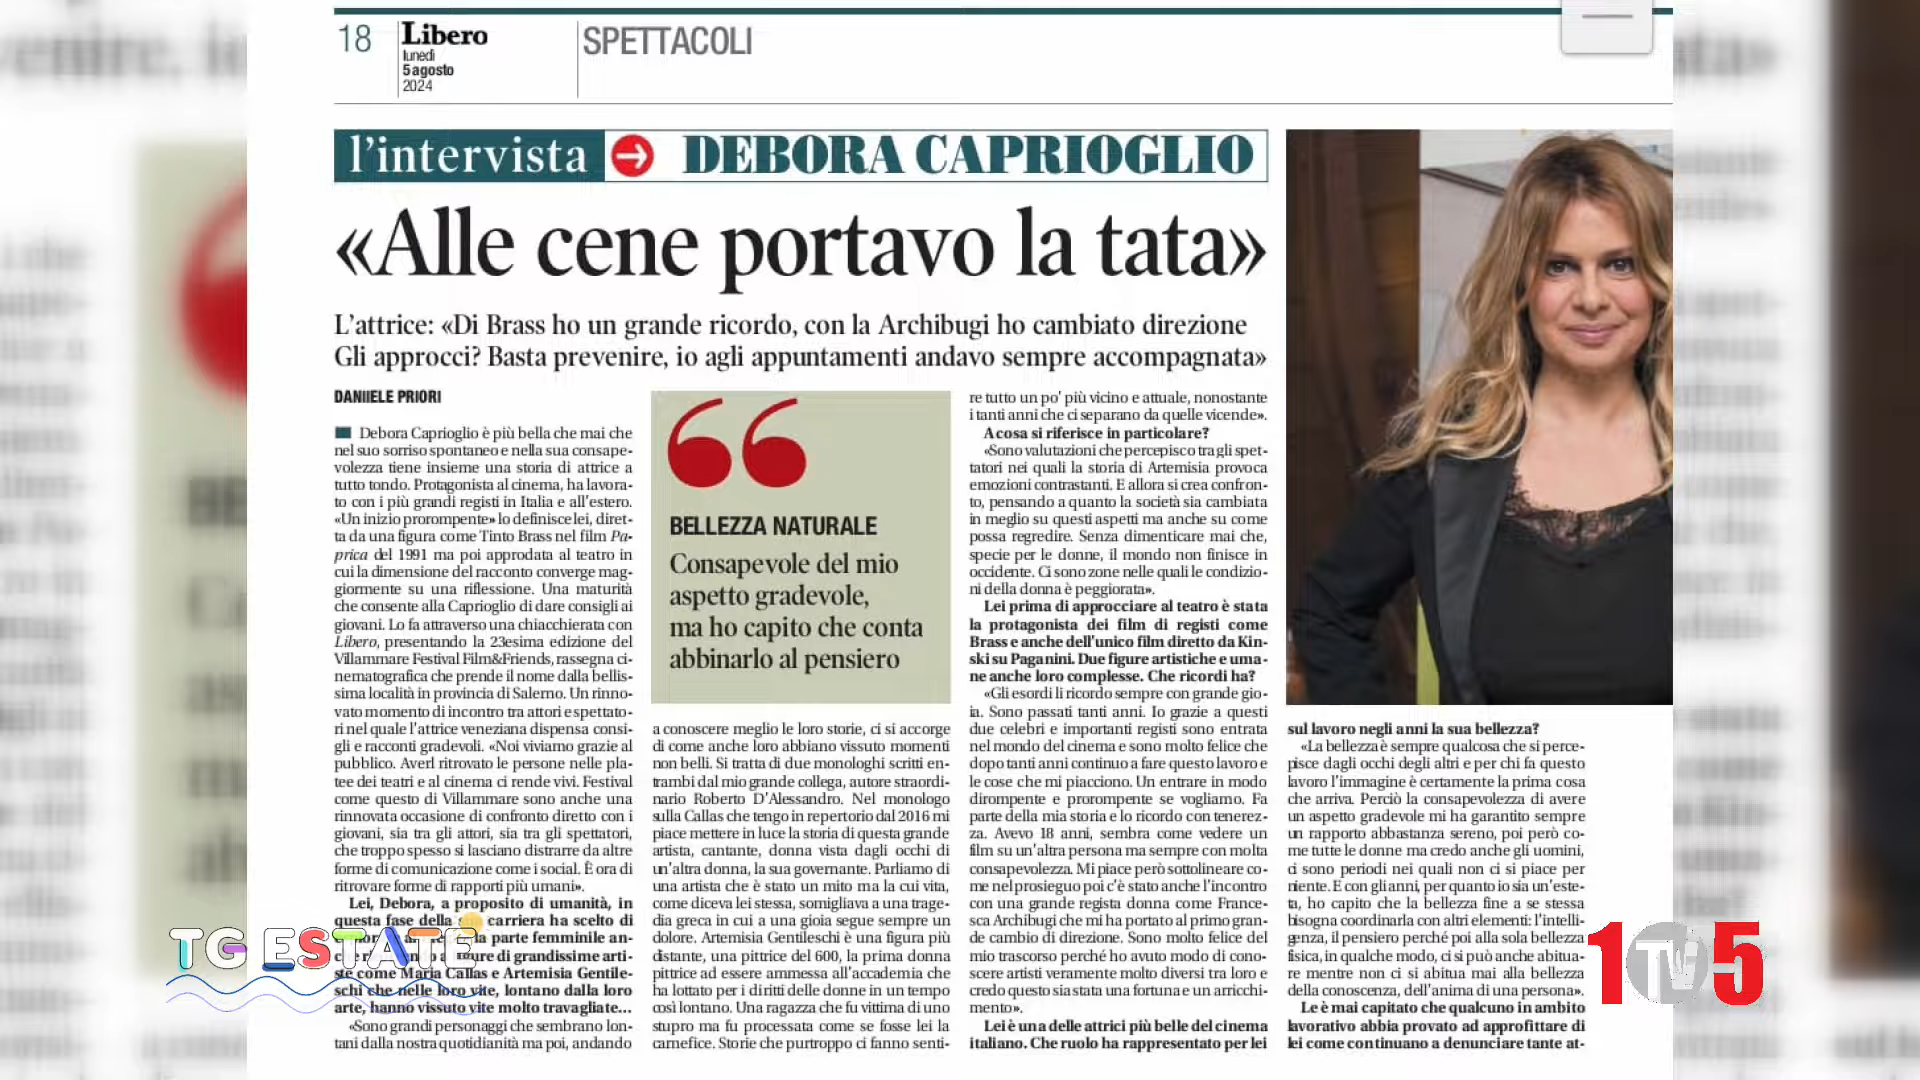 18
Libero
lunedì
5 agosto
2024
SPETTACOLI
l'intervista
DEBORA CAPRIOGLIO
«Alle cene portavo la tata»
L'attrice: «Di Brass ho un grande ricordo, con la Archibugi ho cambiato direzione
Gli approcci? Basta prevenire, io agli appuntamenti andavo sempre accompagnata»
DANIELE PRIORI
Debora Caprioglio è più bella che mai che
nel suo sorriso spontaneo e nella sua consape-
volezza tiene insieme una storia di attrice a
tutto tondo. Protagonista al cinema, ha lavora-
to con i più grandi registi in Italia e all'estero.
«Un inizio prorompente» lo definisce lei, diret-
ta da una figura come Tinto Brass nel film Pa-
prica del 1991 ma poi approdata al teatro in
cui la dimensione del racconto converge mag-
giormente su una riflessione. Una maturità
che consente alla Caprioglio di dare consigli ai
giovani. Lo fa attraverso una chiacchierata con
Libero, presentando la 23esima edizione del
Villammare Festival Film&Friends, rassegna ci-
nematografica che prende il nome dalla bellis-
sima località in provincia di Salerno. Un rinno-
vato momento di incontro tra attori e spettato-
ri nel quale l'attrice veneziana dispensa consi-
gli e racconti gradevoli. «Noi viviamo grazie al
pubblico. Averl ritrovato le persone nelle pla-
tee dei teatri e al cinema ci rende vivi. Festival
come questo di Villammare sono anche una
rinnovata occasione di confronto diretto con i
giovani, sia tra gli attori, sia tra gli spettatori,
che troppo spesso si lasciano distrarre da altre
forme di comunicazione come i social. È ora di
ritrovare forme di rapporti più umani».
Lei, Debora, a proposito di umanità, in
questa fase della carriera ha scelto di
la parte femminile an-
figure di grandissime arti-
ste come Maria Callas e Artemisia Gentile-
schi che nelle loro vite, lontano dalla loro
arte, hanno vissuto vite molto travagliate...
«Sono grandi personaggi che sembrano lon-
tani dalla nostra quotidianità ma poi, andando
BELLEZZA NATURALE
Consapevole del mio
aspetto gradevole,
ma ho capito che conta
abbinarlo al pensiero
a conoscere meglio le loro storie, ci si accorge
di come anche loro abbiano vissuto momenti
non belli. Si tratta di due monologhi scritti en-
trambi dal mio grande collega, autore straordi-
nario Roberto D'Alessandro. Nel monologo
sulla Callas che tengo in repertorio dal 2016 mi
piace mettere in luce la storia di questa grande
artista, cantante, donna vista dagli occhi di
un'altra donna, la sua governante. Parliamo di
una artista che è stato un mito ma la cui vita,
come diceva lei stessa, somigliava a una trage-
dia greca in cui a una gioia segue sempre un
dolore. Artemisia Gentileschi è una figura più
distante, una pittrice del 600, la prima donna
pittrice ad essere ammessa all'accademia che
ha lottato per i diritti delle donne in un tempo
così lontano. Una ragazza che fu vittima di uno
stupro ma fu processata come se fosse lei la
carnefice. Storie che purtroppo ci fanno senti-
re tutto un po' più vicino e attuale, nonostante
i tanti anni che ci separano da quelle vicende».
A cosa si riferisce in particolare?
«Sono valutazioni che percepisco tra gli spet-
tatori nei quali la storia di Artemisia provoca
emozioni contrastanti. E allora si crea confron-
to, pensando a quanto la società sia cambiata
in meglio su questi aspetti ma anche su come
possa regredire. Senza dimenticare mai che,
specie per le donne, il mondo non finisce in
occidente. Ci sono zone nelle quali le condizio-
ni della donna è peggiorata».
Lei prima di approcciare al teatro è stata
la protagonista dei film di registi come
Brass e anche dell'unico film diretto da Kin-
ski su Paganini. Due figure artistiche e uma-
ne anche loro complesse. Che ricordi ha?
«Gli esordi li ricordo sempre con grande gio-
ia. Sono passati tanti anni. Io grazie a questi
due celebri e importanti registi sono entrata
nel mondo del cinema e sono molto felice che
dopo tanti anni continuo a fare questo lavoro e
le cose che mi piacciono. Un entrare in modo
dirompente e prorompente se vogliamo. Fa
parte della mia storia e lo ricordo con tenerez-
za. Avevo 18 anni, sembra come vedere un
film su un'altra persona ma sempre con molta
consapevolezza. Mi piace però sottolineare co-
me nel prosieguo poi c'è stato anche l'incontro
con una grande regista donna come France-
sca Archibugi che mi ha portato al primo gran-
de cambio di direzione. Sono molto felice del
mio trascorso perché ho avuto modo di cono-
scere artisti veramente molto diversi tra loro e
credo questo sia stata una fortuna e un arricchi-
mento».
Lei è una delle attrici più belle del cinema
italiano. Che ruolo ha rappresentato per lei
sul lavoro negli anni la sua bellezza?
«La bellezza è sempre qualcosa che si perce-
pisce dagli occhi degli altri e per chi fa questo
lavoro l'immagine è certamente la prima cosa
che arriva. Perciò la consapevolezza di avere
un aspetto gradevole mi ha garantito sempre
un rapporto abbastanza sereno, poi però co-
me tutte le donne ma credo anche gli uomini,
ci sono periodi nei quali non ci si piace per
niente. E con gli anni, per quanto io sia un'este-
ta, ho capito che la bellezza fine a se stessa
bisogna coordinarla con altri elementi: l'intelli-
genza, il pensiero perché poi alla sola bellezza
fisica, in qualche modo, ci si può anche abitua-
re mentre non ci si abitua mai alla bellezza
della conoscenza, dell'anima di una persona».
Le è mai capitato che qualcuno in ambito
lavorativo abbia provato ad approfittare di
lei come continuano a denunciare tante at-
TG ESTATE
1 TV 5